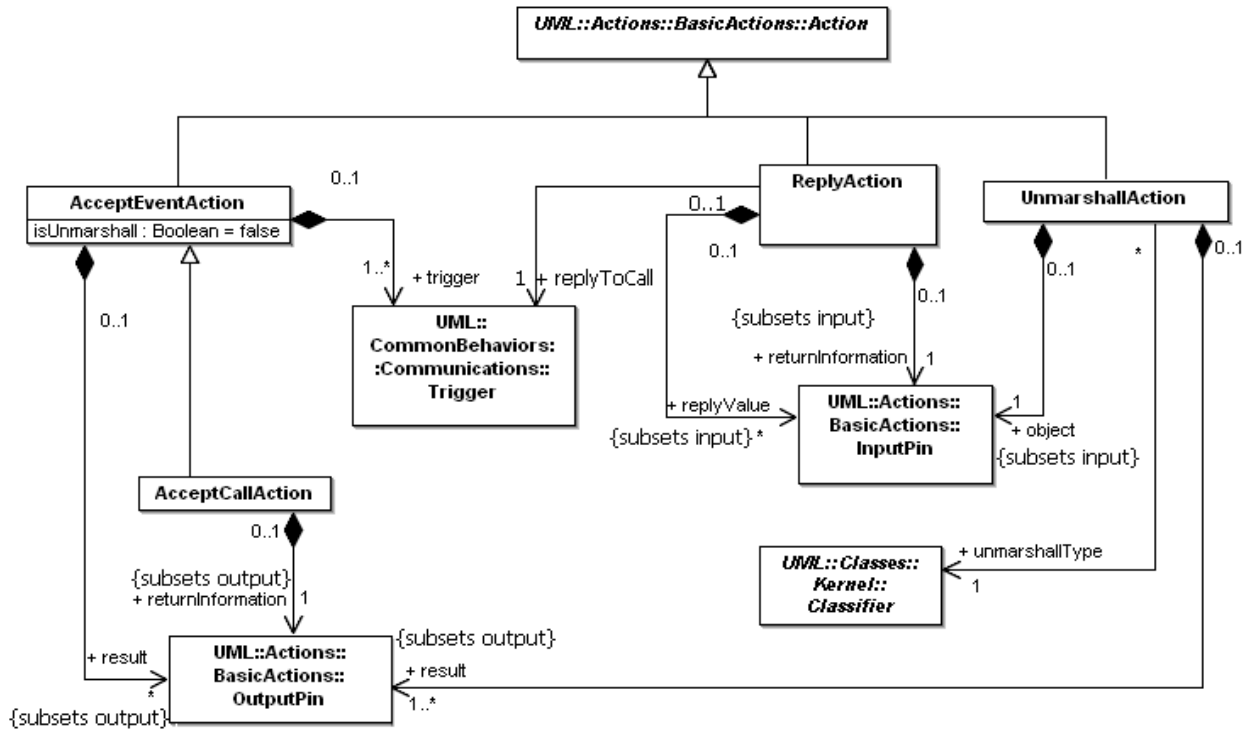 UML::Actions::BasicActions::Action
AcceptEventAction
isUnmarshall : Boolean = false
0..1
ReplyAction
UnmarshallAction
0..1
0..1
*
0..1
0..1
0..1
0..1
1..*
+ trigger
1 + replyToCall
UML::
CommonBehaviors:
:Communications::
Trigger
{subsets input}
+ returnInformation
1
+ replyValue
{subsets input} *
UML::Actions::
BasicActions::
InputPin
1
+ object
{subsets input}
AcceptCallAction
0..1
{subsets output}
+ returnInformation
1
UML::Classes::
Kernel::
Classifier
+ unmarshallType
1
+ result
*
{subsets output}
UML::Actions::
BasicActions::
OutputPin
{subsets output}
+ result
1..*